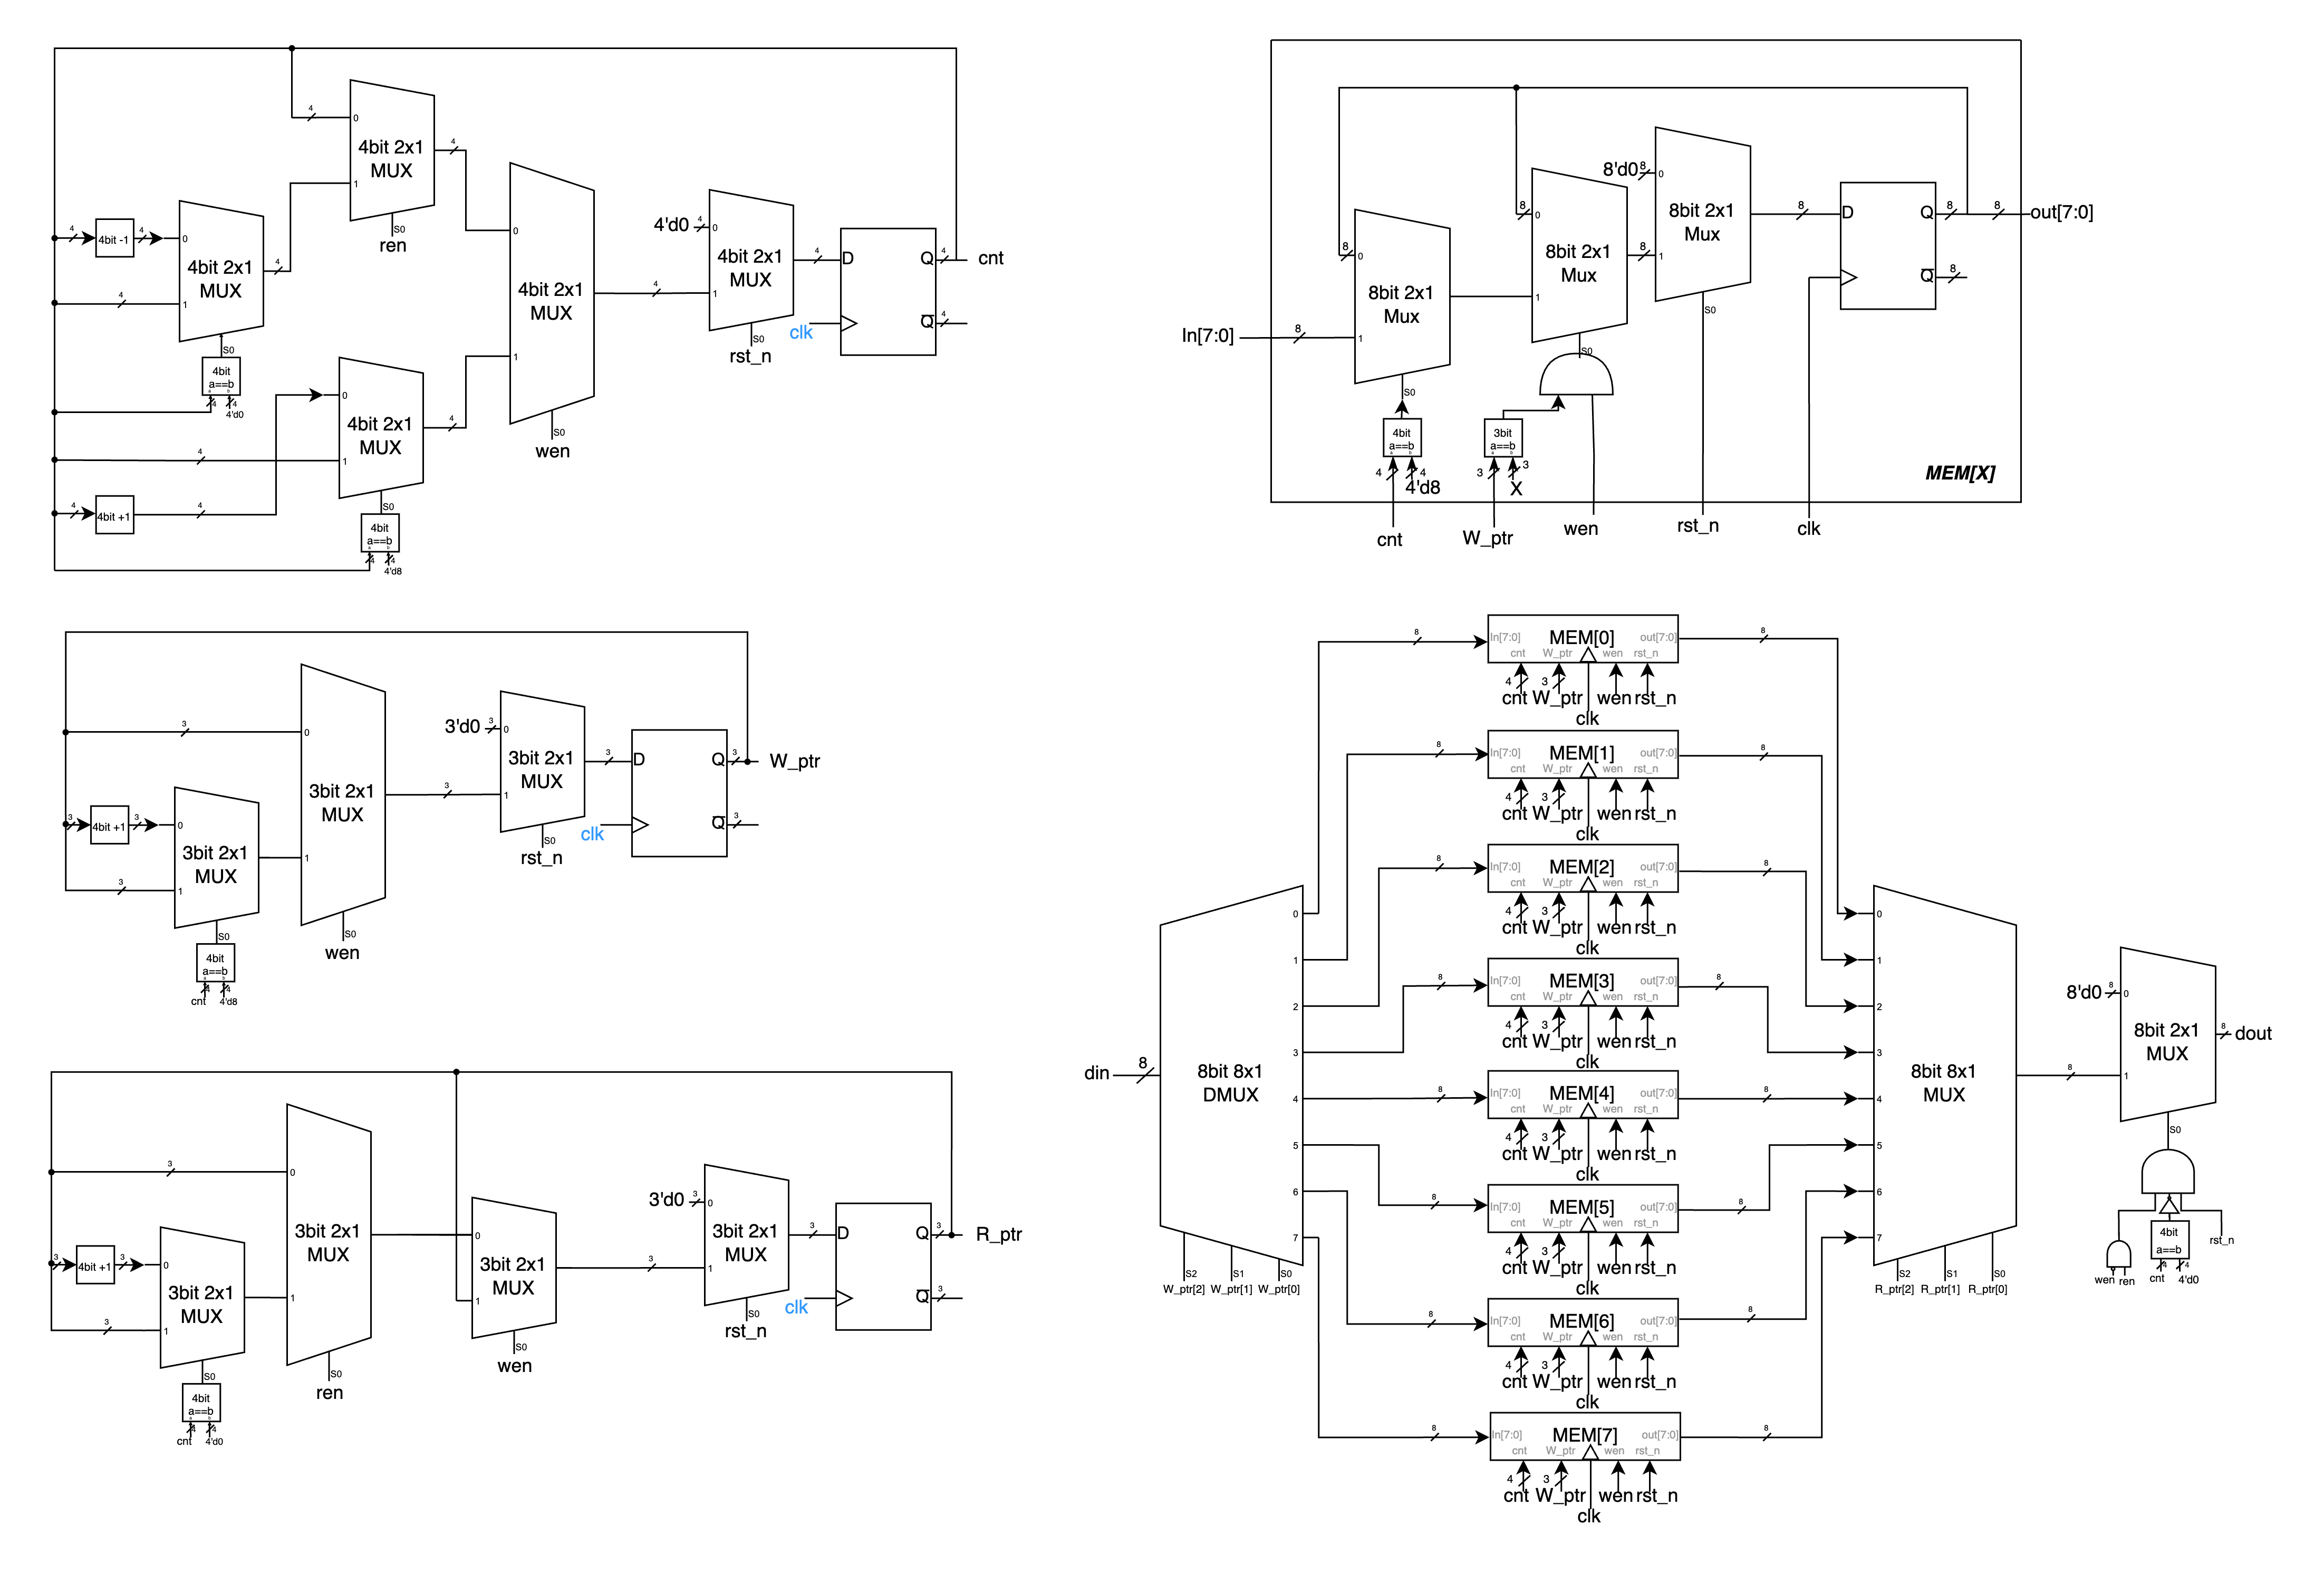 4
0
4bit 2x1
MUX
4
1
S0
ren
4
4bit -1
4
0
4bit 2x1
MUX
4
4
1
S0
4bit
a==b
a b
4 4
4'd0
0
4bit 2x1
MUX
4
4
1
4
4bit +1
4
S0
4bit
a==b
a b
4 4
4'd8
0
4bit 2x1
MUX
4
1
S0
wen
4'd0
4
0
4bit 2x1
MUX
4
1
S0
rst_n
clk
D
Q
4
cnt
Q
4
8'd0
8
0
8bit 2x1
Mux
8
1
S0
8
0
8bit 2x1
Mux
8
1
S0
8
0
8bit 2x1
Mux
In[7:0]
8
1
S0
D
Q
8
8
out[7:0]
Q
8
4bit
a==b
a b
4
4
4'd8
3bit
a==b
a b
3
3
X
MEM[X]
cnt
W_ptr
wen
rst_n
clk
3
0
3bit 2x1
MUX
3
1
S0
wen
3
4bit +1
3
0
3bit 2x1
MUX
3
1
S0
4bit
a==b
a b
4 4
cnt
4'd8
3'd0
3
0
3bit 2x1
MUX
3
1
S0
rst_n
clk
D
Q
3
W_ptr
Q
3
3
0
3bit 2x1
MUX
1
S0
ren
3
4bit +1
3
0
3bit 2x1
MUX
3
1
S0
4bit
a==b
a b
4 4
cnt
4'd0
0
3bit 2x1
MUX
3
1
S0
wen
3'd0
3
0
3bit 2x1
MUX
3
1
S0
rst_n
clk
D
Q
3
R_ptr
Q
3
din
8
8bit 8x1
DMUX
0
1
2
3
4
5
6
7
S2
S1
S0
W_ptr[2]
W_ptr[1]
W_ptr[0]
8
In[7:0]
MEM[0]
out[7:0]
8
cnt
W_ptr
wen
rst_n
4
3
cnt W_ptr wen rst_n
clk
8
In[7:0]
MEM[1]
out[7:0]
8
cnt
W_ptr
wen
rst_n
4
3
cnt W_ptr wen rst_n
clk
8
In[7:0]
MEM[2]
out[7:0]
8
cnt
W_ptr
wen
rst_n
4
3
cnt W_ptr wen rst_n
clk
8
In[7:0]
MEM[3]
out[7:0]
8
cnt
W_ptr
wen
rst_n
4
3
cnt W_ptr wen rst_n
clk
8
In[7:0]
MEM[4]
out[7:0]
8
cnt
W_ptr
wen
rst_n
4
3
cnt W_ptr wen rst_n
clk
8
In[7:0]
MEM[5]
out[7:0]
8
cnt
W_ptr
wen
rst_n
4
3
cnt W_ptr wen rst_n
clk
8
In[7:0]
MEM[6]
out[7:0]
8
cnt
W_ptr
wen
rst_n
4
3
cnt W_ptr wen rst_n
clk
8
In[7:0]
MEM[7]
out[7:0]
8
cnt
W_ptr
wen
rst_n
4
3
cnt W_ptr wen rst_n
clk
0
1
2
3
4
5
6
7
8bit 8x1
MUX
8
S2
S1
S0
R_ptr[2]
R_ptr[1]
R_ptr[0]
8'd0
8
0
8bit 2x1
MUX
1
8
dout
S0
4bit
a==b
4 4
cnt
4'd0
wen
ren
rst_n